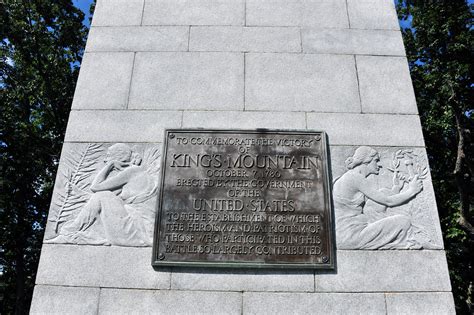 TO COMMEMORATE THE VICTORY
OF
KING'S MOUNTAIN
OCTOBER 7, 1780
ERECTED BY THE GOVERNMENT
OF THE
UNITED STATES
TO THE ESTABLISHMENT OF WHICH
THE HEROISM AND PATRIOTISM OF
THOSE WHO PARTICIPATED IN THIS
BATTLE SO LARGELY CONTRIBUTED